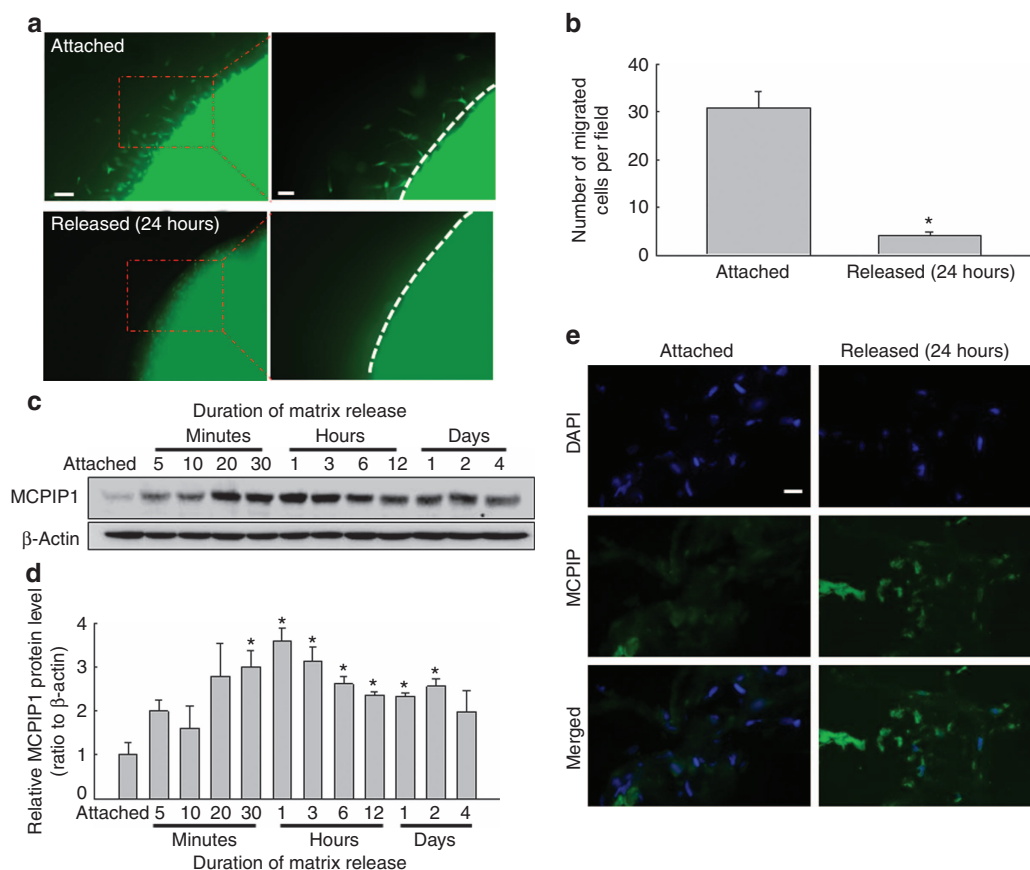 a
Attached
Released (24 hours)
b
Number of migrated
cells per field
40
30
20
10
0
*
Attached
Released (24 hours)
c
Duration of matrix release
Minutes Hours Days
Attached 5 10 20 30 1 3 6 12 1 2 4
MCPIP1
β-Actin
d
Relative MCPIP1 protein level
(ratio to β-actin)
4
3
2
1
0
* * * * * * *
Attached 5 10 20 30 1 3 6 12 1 2 4
Minutes Hours Days
Duration of matrix release
e
Attached Released (24 hours)
DAPI
MCPIP
Merged